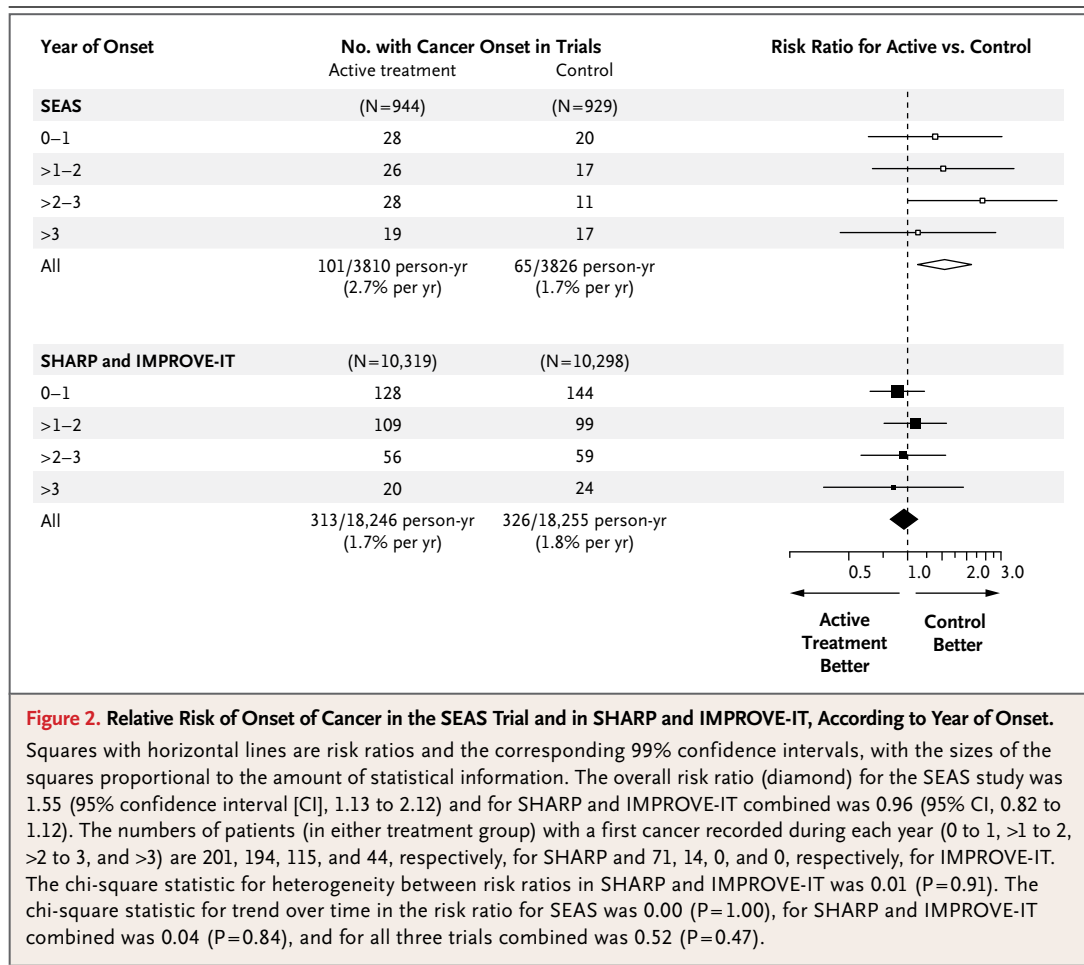 Year of Onset No. with Cancer Onset in Trials Risk Ratio for Active vs. Control
Active treatment Control
SEAS (N=944) (N=929)
0–1 28 20
>1–2 26 17
>2–3 28 11
>3 19 17
All 101/3810 person-yr 65/3826 person-yr
(2.7% per yr) (1.7% per yr)
SHARP and IMPROVE-IT (N=10,319) (N=10,298)
0–1 128 144
>1–2 109 99
>2–3 56 59
>3 20 24
All 313/18,246 person-yr 326/18,255 person-yr
(1.7% per yr) (1.8% per yr)
0.5 1.0 2.0 3.0
Active Control
Treatment Better
Better
Figure 2. Relative Risk of Onset of Cancer in the SEAS Trial and in SHARP and IMPROVE-IT, According to Year of Onset.
Squares with horizontal lines are risk ratios and the corresponding 99% confidence intervals, with the sizes of the
squares proportional to the amount of statistical information. The overall risk ratio (diamond) for the SEAS study was
1.55 (95% confidence interval [CI], 1.13 to 2.12) and for SHARP and IMPROVE-IT combined was 0.96 (95% CI, 0.82 to
1.12). The numbers of patients (in either treatment group) with a first cancer recorded during each year (0 to 1, >1 to 2,
>2 to 3, and >3) are 201, 194, 115, and 44, respectively, for SHARP and 71, 14, 0, and 0, respectively, for IMPROVE-IT.
The chi-square statistic for heterogeneity between risk ratios in SHARP and IMPROVE-IT was 0.01 (P=0.91). The
chi-square statistic for trend over time in the risk ratio for SEAS was 0.00 (P=1.00), for SHARP and IMPROVE-IT
combined was 0.04 (P=0.84), and for all three trials combined was 0.52 (P=0.47).